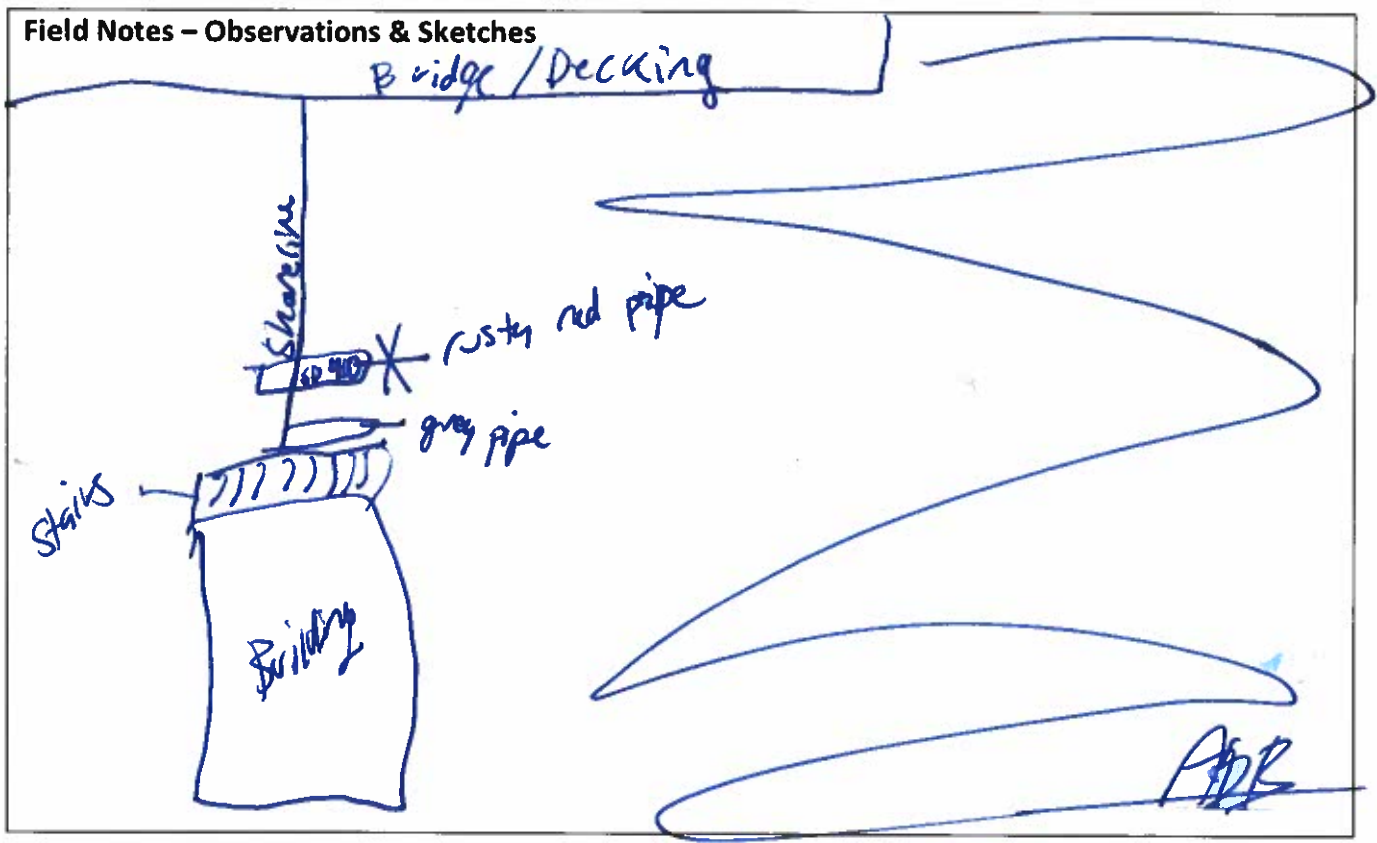 Field Notes – Observations & Sketches
Bridge/Decking
Shoreline
rusty red pipe
grey pipe
Stairs
Building